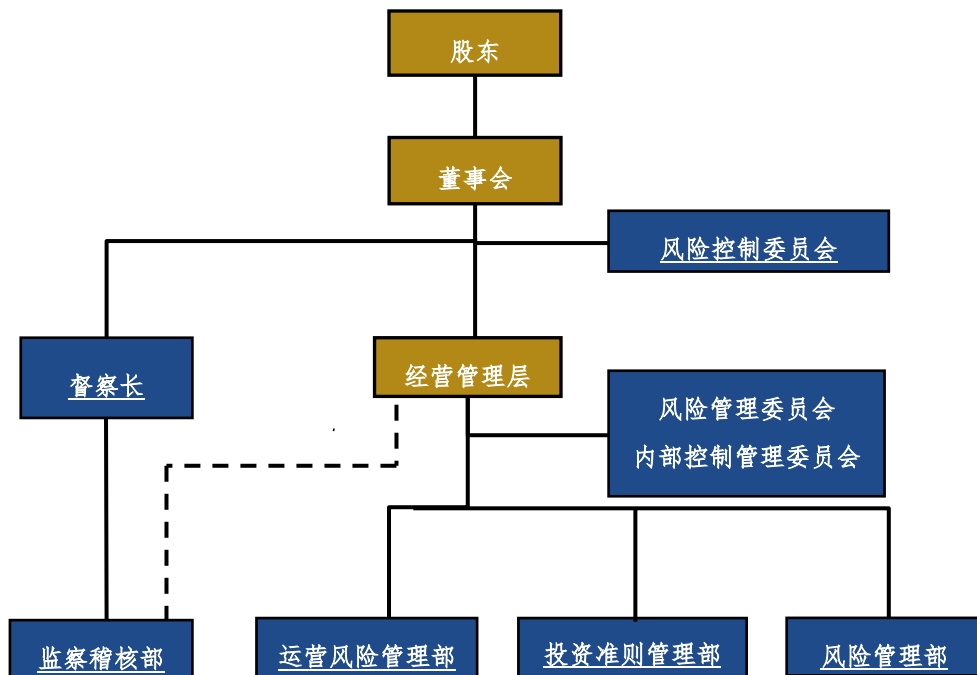 股东
董事会
风险控制委员会
督察长
经营管理层
风险管理委员会
内部控制管理委员会
监察稽核部
运营风险管理部
投资准则管理部
风险管理部